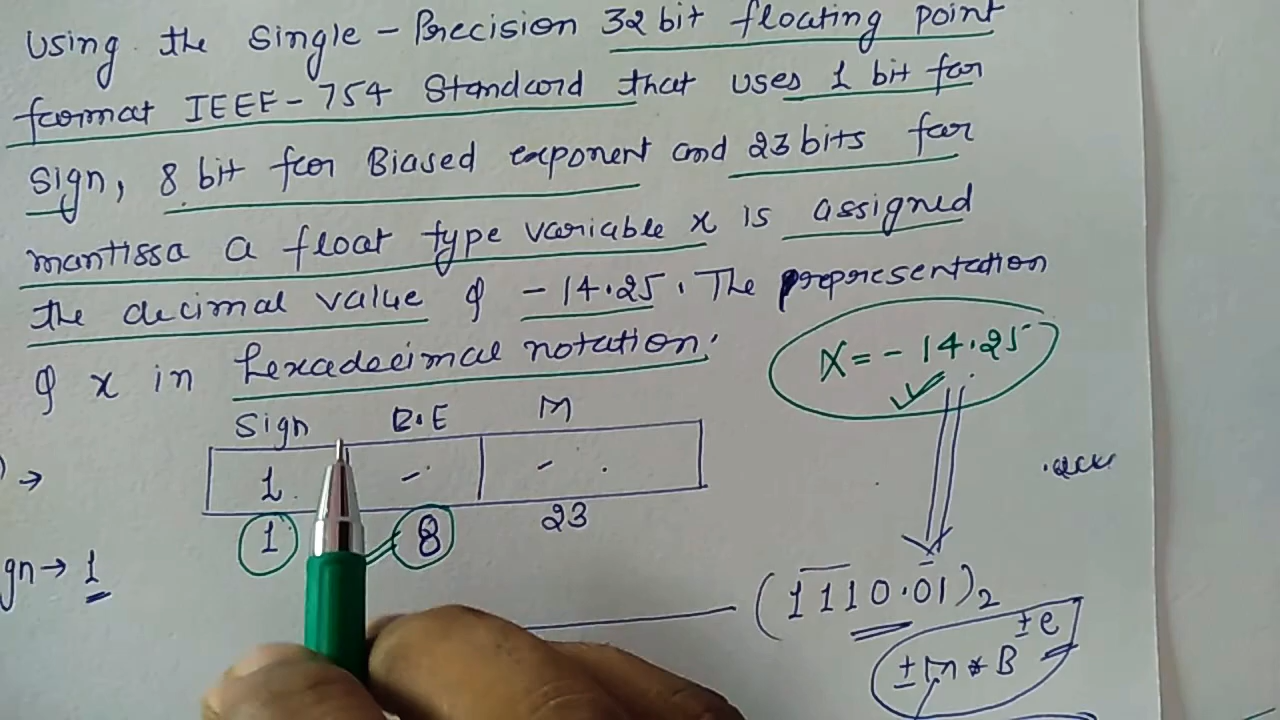 Using the Single-Precision 32 bit floating point
format IEEE-754 Standard that uses 1 bit for
sign, 8 bit for Biased exponent and 23 bits for
mantissa a float type variable x is assigned
the decimal value of -14.25. The representation
of x in hexadecimal notation.
X = -14.25
Sign B.E M
→ 1 - - .
1 8 23
gn → 1
(1110.01)2
±m * B ±e